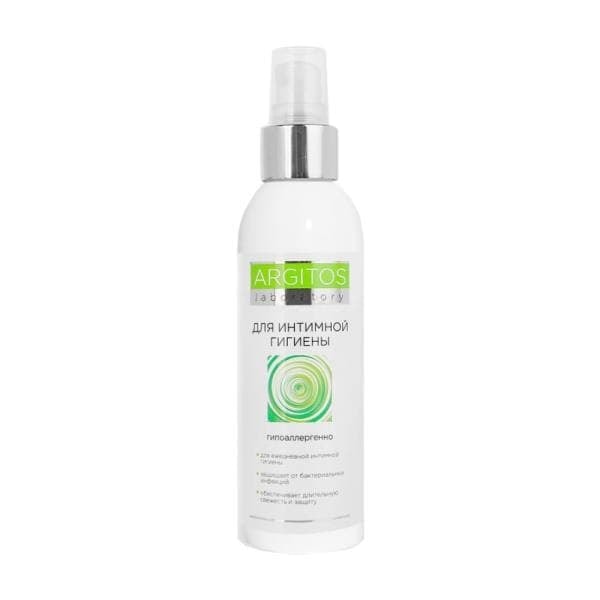 ARGITOS
laboratory
ДЛЯ ИНТИМНОЙ
ГИГИЕНЫ
гипоаллергенно
для ежедневной интимной
гигиены
защищает от бактериальных
инфекций
обеспечивает длительную
свежесть и защиту